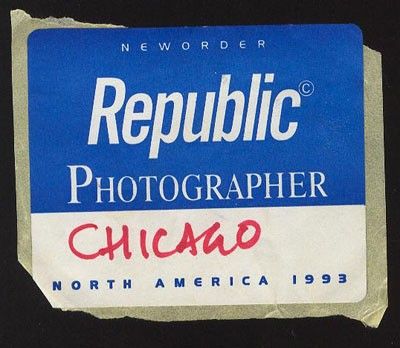 NEWORDER
Republic©
PHOTOGRAPHER
CHICAGO
NORTH AMERICA 1993